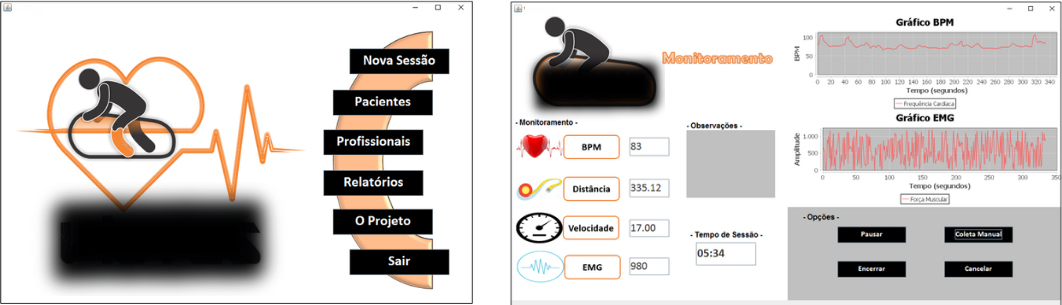 Nova Sessão
Pacientes
Profissionais
Relatórios
O Projeto
Sair
Monitoramento
- Monitoramento -
BPM
83
Distância
335.12
Velocidade
17.00
EMG
980
- Observações -
- Tempo de Sessão -
05:34
Gráfico BPM
BPM
100
50
0
0 20 40 60 80 100 120 140 160 180 200 220 240 260 280 300 320 340
Tempo (segundos)
Frequência Cardíaca
Gráfico EMG
Amplitude
1.000
500
0
0 50 100 150 200 250 300 350
Tempo (segundos)
Força Muscular
- Opções -
Pausar
Coleta Manual
Encerrar
Cancelar